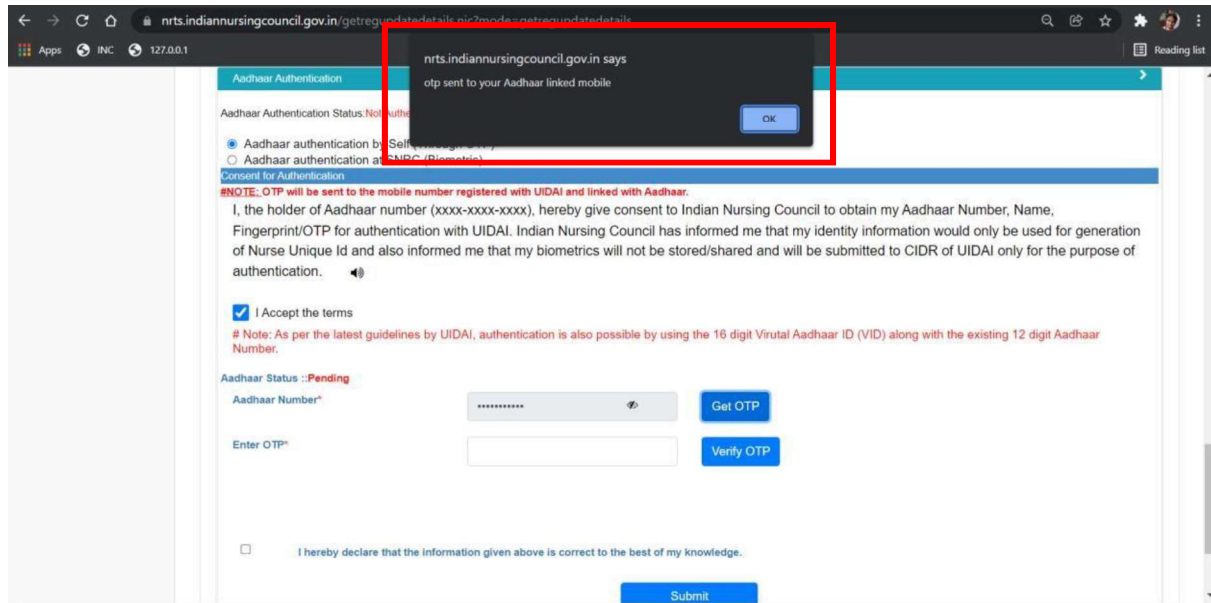 nrts.indiannursingcouncil.gov.in/getregupdatedetails.nic?mode=getregupdatedetails
Apps INC 127.0.0.1 Reading list
nrts.indiannursingcouncil.gov.in says
otp sent to your Aadhaar linked mobile
OK
Aadhaar Authentication
Aadhaar Authentication Status:Not
Aadhaar authentication by Self
Aadhaar authentication at SNRC (Biometric)
Consent for Authentication
#NOTE: OTP will be sent to the mobile number registered with UIDAI and linked with Aadhaar.
I, the holder of Aadhaar number (xxxx-xxxx-xxxx), hereby give consent to Indian Nursing Council to obtain my Aadhaar Number, Name,
Fingerprint/OTP for authentication with UIDAI. Indian Nursing Council has informed me that my identity information would only be used for generation
of Nurse Unique Id and also informed me that my biometrics will not be stored/shared and will be submitted to CIDR of UIDAI only for the purpose of
authentication.
I Accept the terms
# Note: As per the latest guidelines by UIDAI, authentication is also possible by using the 16 digit Virutal Aadhaar ID (VID) along with the existing 12 digit Aadhaar
Number.
Aadhaar Status ::Pending
Aadhaar Number* ••••••••••• Get OTP
Enter OTP* Verify OTP
I hereby declare that the information given above is correct to the best of my knowledge.
Submit